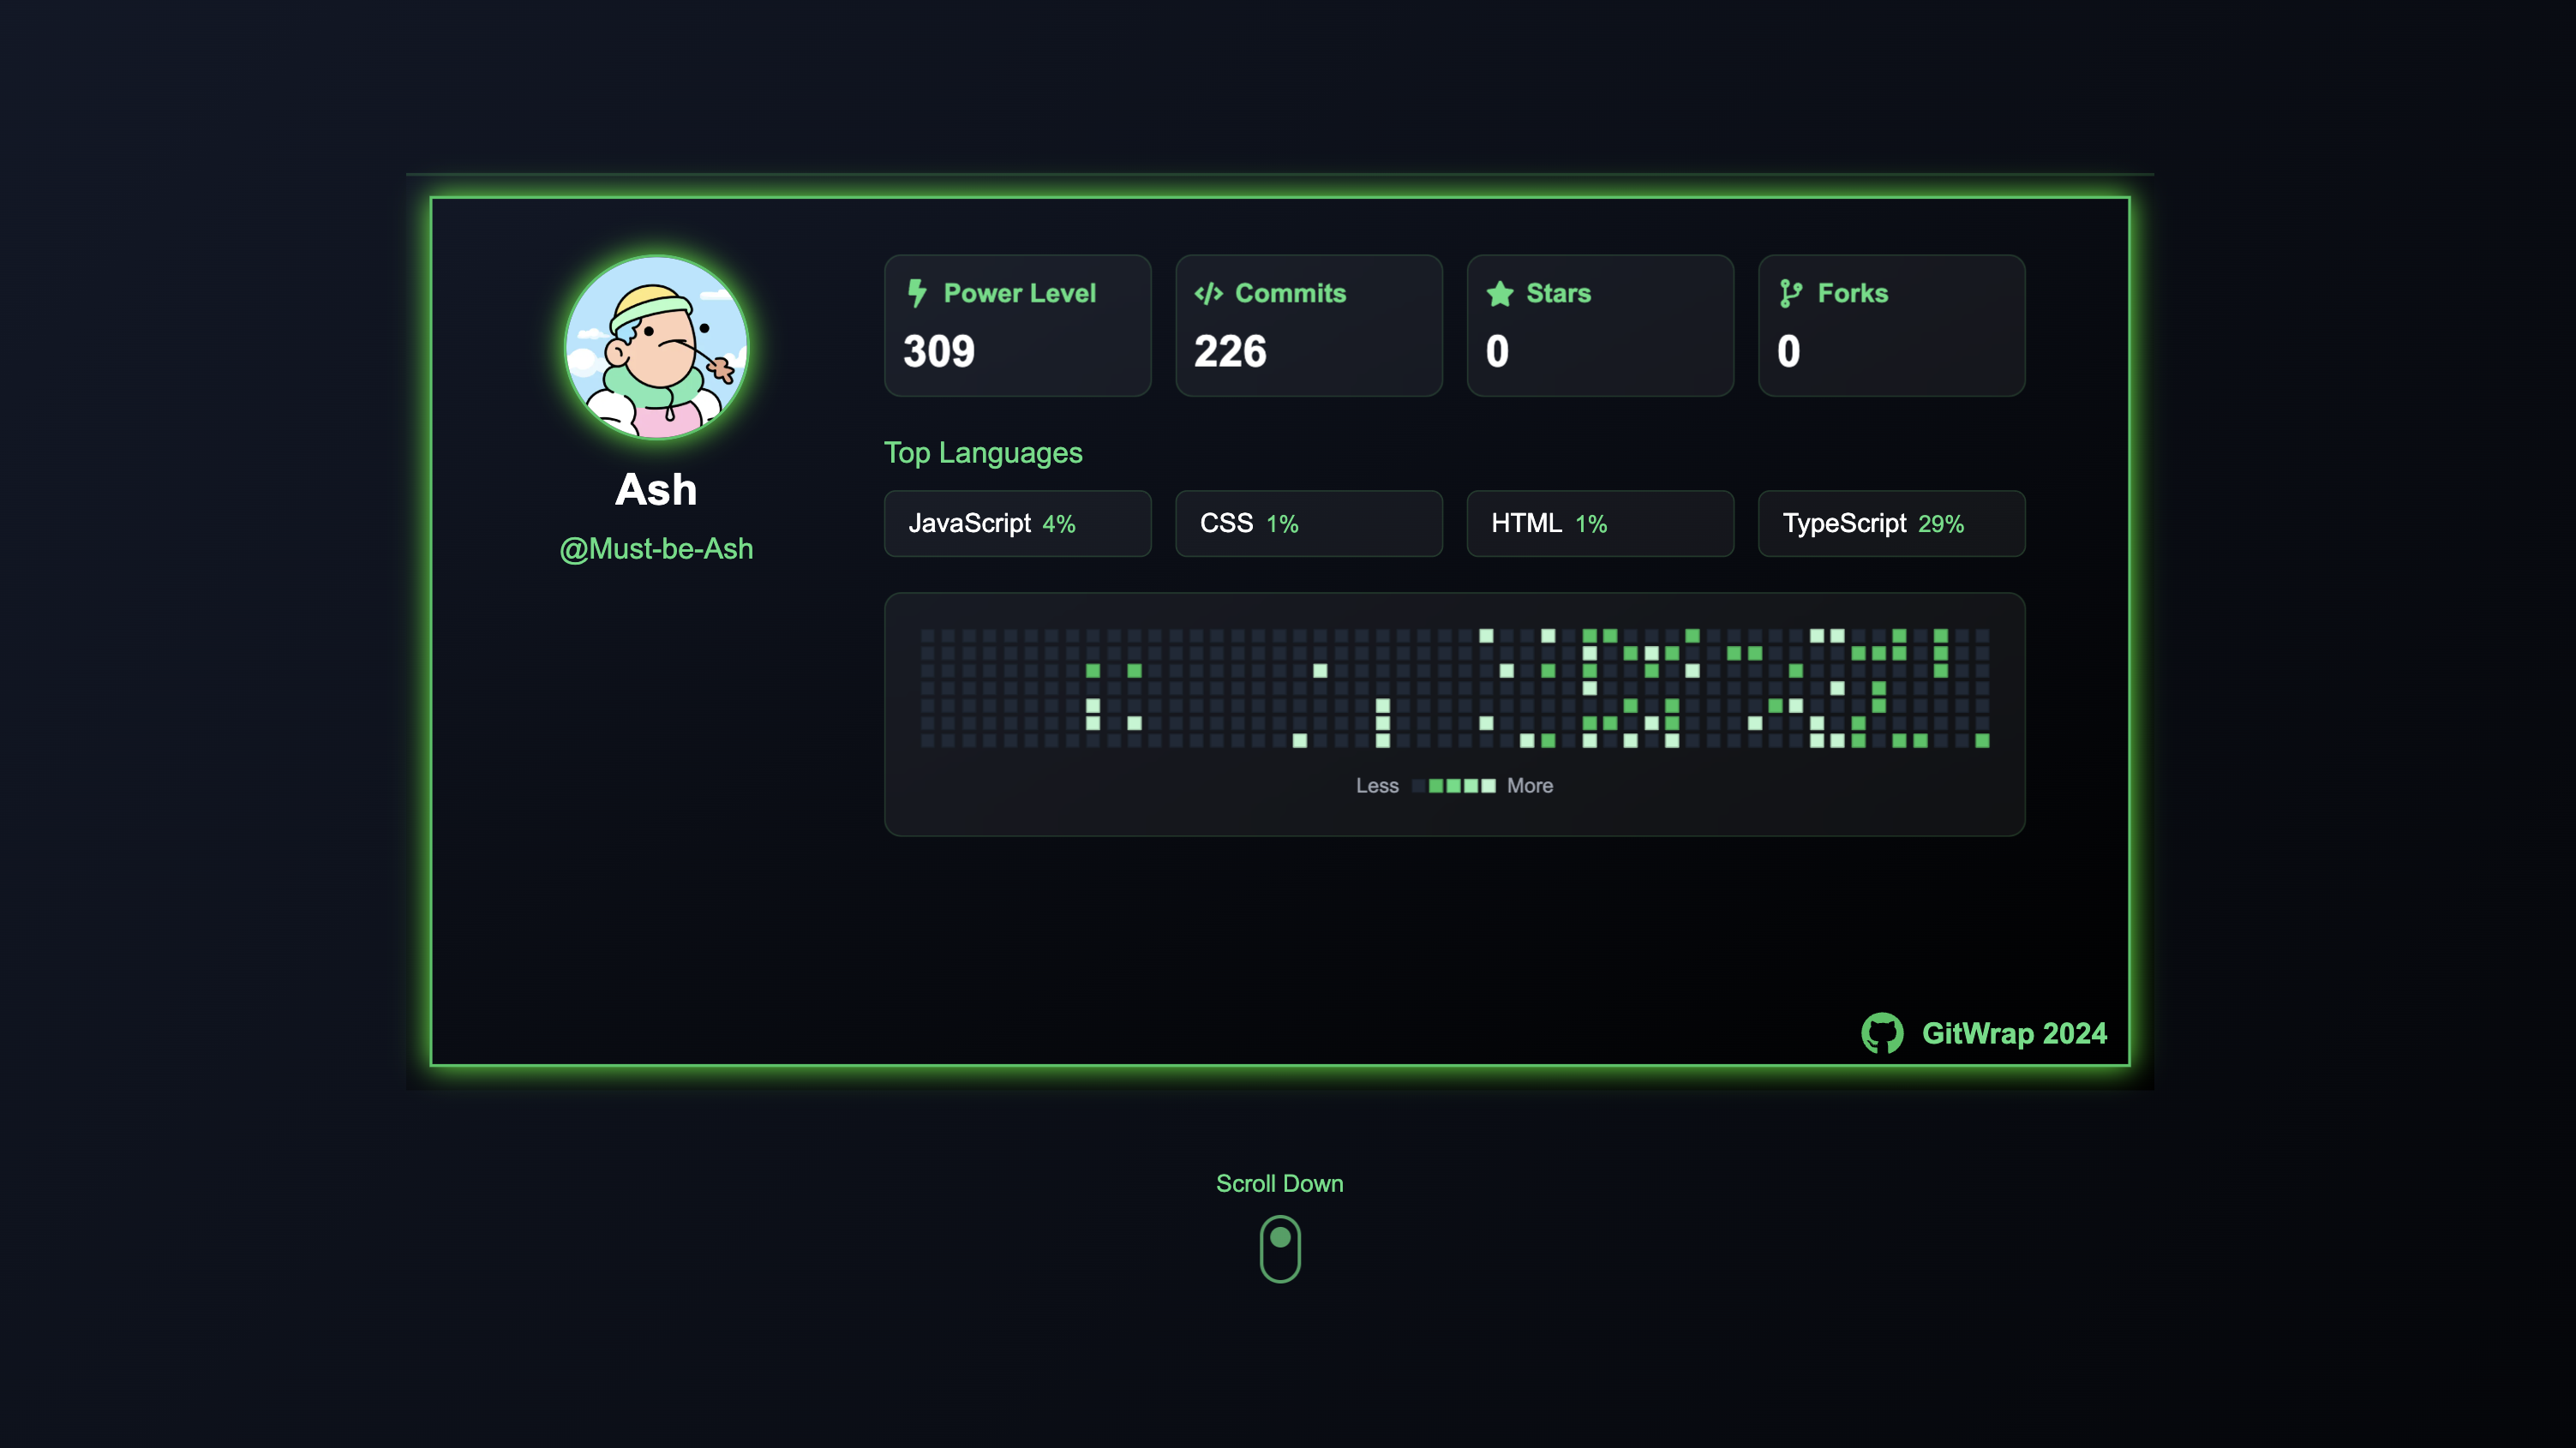 Ash
@Must-be-Ash
Power Level
309
Commits
226
Stars
0
Forks
0
Top Languages
JavaScript 4%
CSS 1%
HTML 1%
TypeScript 29%
Less More
GitWrap 2024
Scroll Down